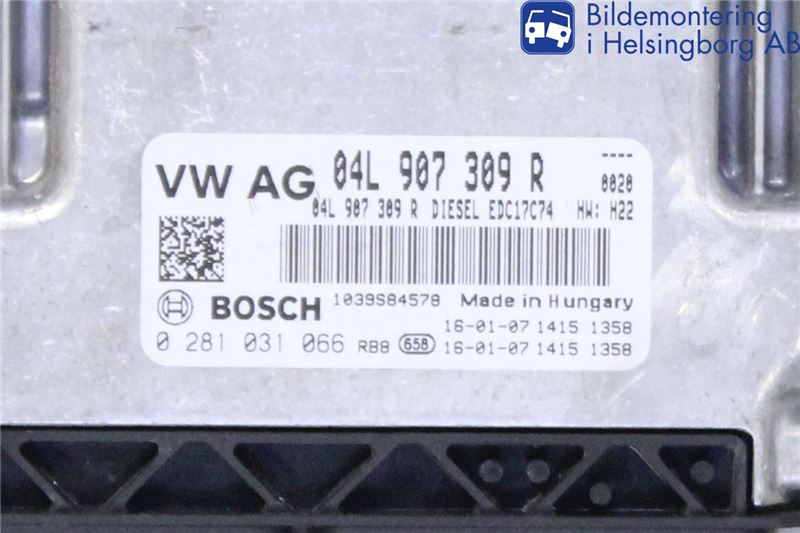 Bildemontering
i Helsingborg AB
VW AG 04L 907 309 R ----
0020
04L 907 309 R DIESEL EDC17C74 HW: H22
BOSCH 1039S84578 Made in Hungary
16-01-07 1415 1358
0 281 031 066 RB8 658 16-01-07 1415 1358